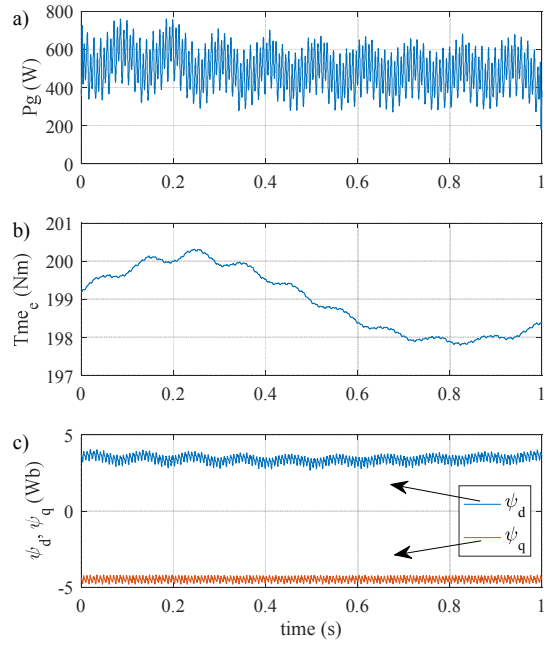 a)
Pg (W)
800
600
400
200
0
0 0.2 0.4 0.6 0.8 1
b)
Tme_e (Nm)
201
200
199
198
197
0 0.2 0.4 0.6 0.8 1
c)
ψ_d, ψ_q (Wb)
5
0
-5
ψ_d
ψ_q
0 0.2 0.4 0.6 0.8 1
time (s)